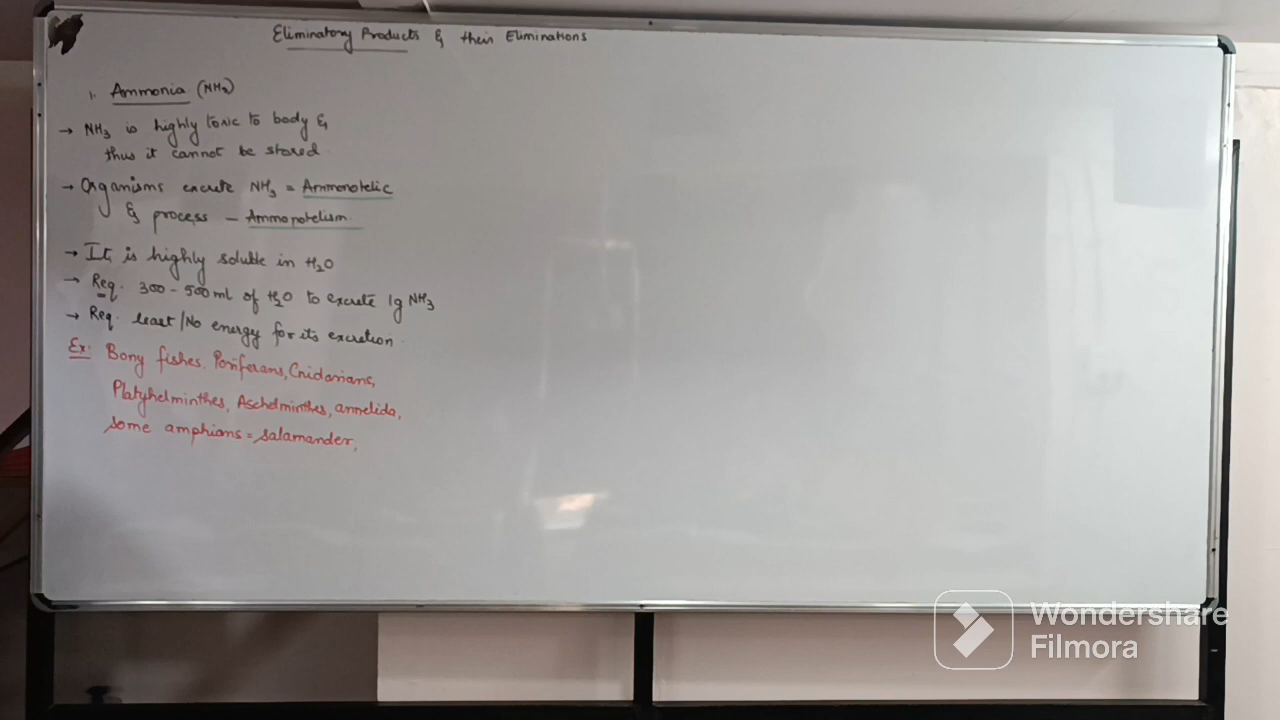 Eliminatory Products & their Eliminations
1. Ammonia (NH3)
→ NH3 is highly toxic to body &
thus it cannot be stored.
→ Organisms excrete NH3 = Ammonotelic
& process – Ammonotelism.
→ It is highly soluble in H2O
→ Req. 300 – 500ml of H2O to excrete 1g NH3
→ Req. least/No energy for its excretion.
Ex: Bony fishes, Poriferans, Cnidarians,
Platyhelminthes, Aschelminthes, annelida,
some amphians = salamander,
Wondershare
Filmora